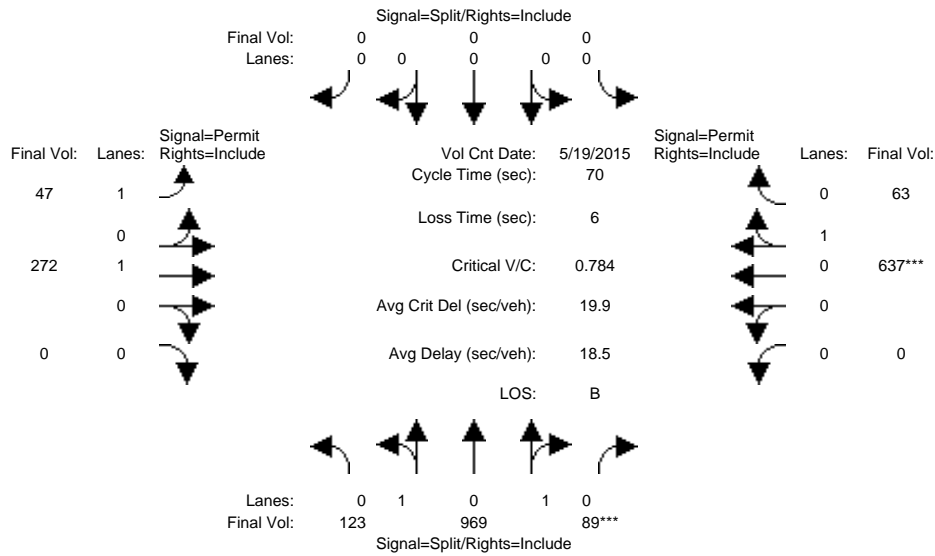 Signal=Split/Rights=Include
Final Vol: 0 0 0
Lanes: 0 0 0 0 0
Signal=Permit Signal=Permit
Final Vol: Lanes: Rights=Include Vol Cnt Date: 5/19/2015 Rights=Include Lanes: Final Vol:
Cycle Time (sec): 70
47 1 0 63
Loss Time (sec): 6
0 1
272 1 Critical V/C: 0.784 0 637***
0 Avg Crit Del (sec/veh): 19.9 0
0 0 Avg Delay (sec/veh): 18.5 0 0
LOS: B
Lanes: 0 1 0 1 0
Final Vol: 123 969 89***
Signal=Split/Rights=Include